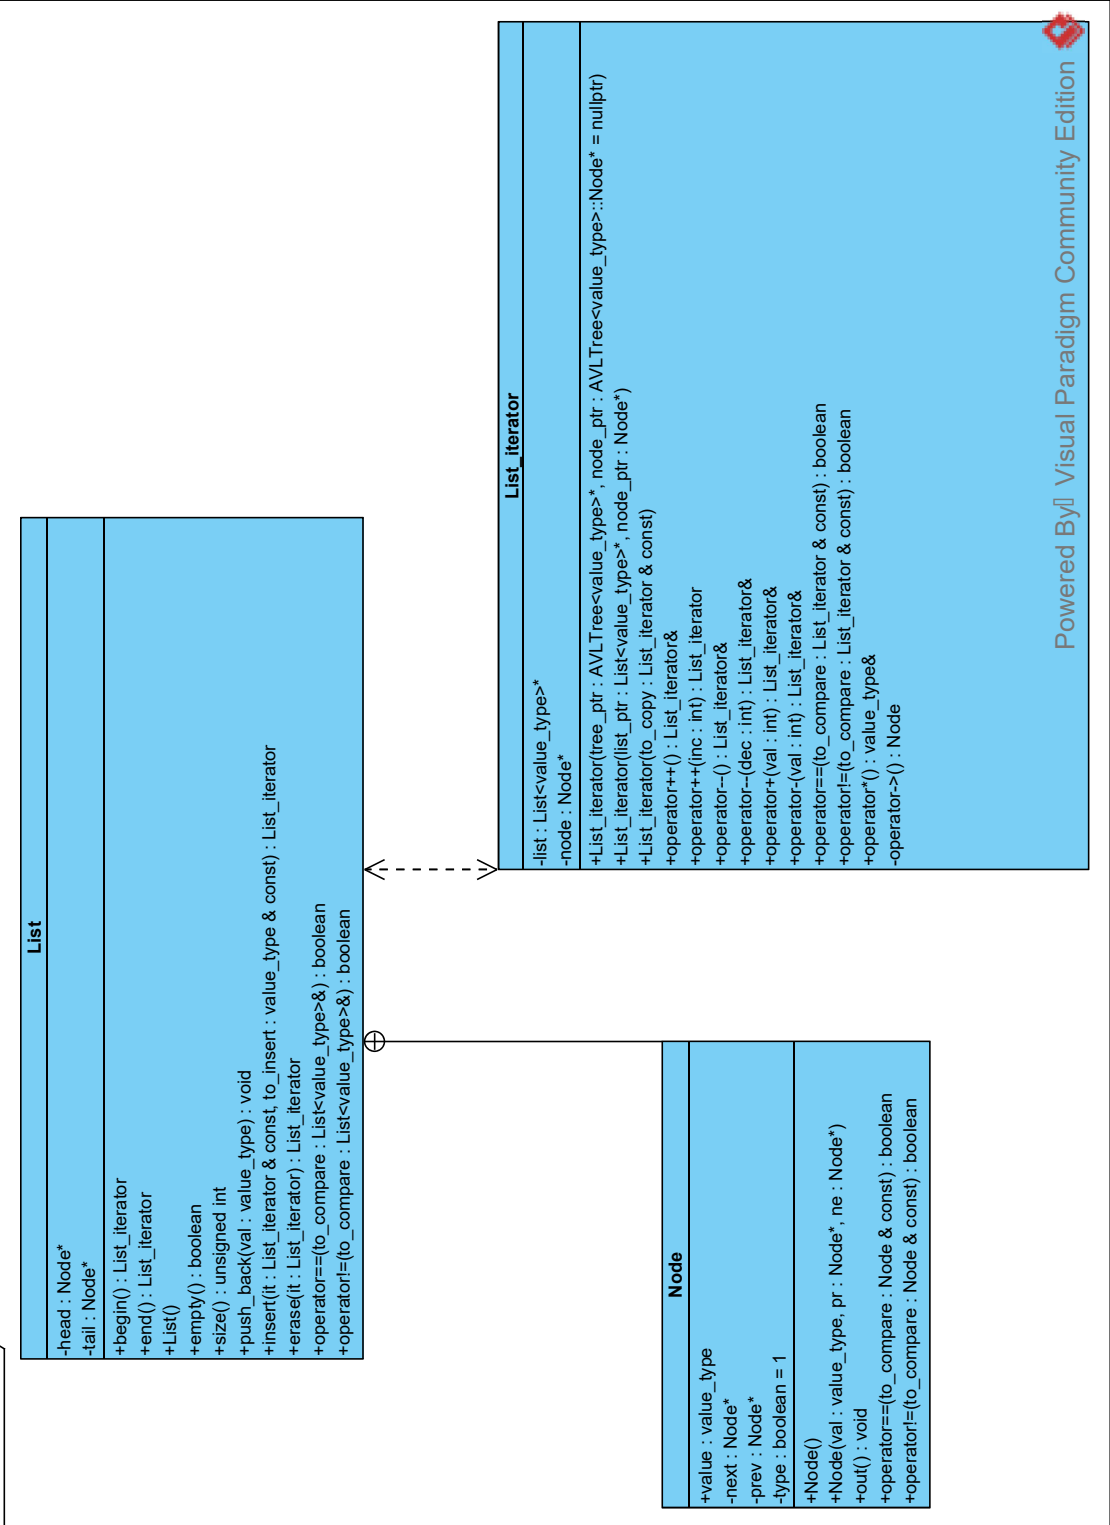 List
-head : Node*
-tail : Node*
+begin() : List_iterator
+end() : List_iterator
+List()
+empty() : boolean
+size() : unsigned int
+push_back(val : value_type) : void
+insert(it : List_iterator & const, to_insert : value_type & const) : List_iterator
+erase(it : List_iterator) : List_iterator
+operator==(to_compare : List<value_type>&) : boolean
+operator!=(to_compare : List<value_type>&) : boolean
Node
+value : value_type
-next : Node*
-prev : Node*
-type : boolean = 1
+Node()
+Node(val : value_type, pr : Node*, ne : Node*)
+out() : void
+operator==(to_compare : Node & const) : boolean
+operator!=(to_compare : Node & const) : boolean
List_iterator
-list : List<value_type>*
-node : Node*
+List_iterator(tree_ptr : AVLTree<value_type>*, node_ptr : AVLTree<value_type>::Node* = nullptr)
+List_iterator(list_ptr : List<value_type>*, node_ptr : Node*)
+List_iterator(to_copy : List_iterator & const)
+operator++() : List_iterator&
+operator++(inc : int) : List_iterator
+operator--() : List_iterator&
+operator--(dec : int) : List_iterator&
+operator+(val : int) : List_iterator&
+operator-(val : int) : List_iterator&
+operator==(to_compare : List_iterator & const) : boolean
+operator!=(to_compare : List_iterator & const) : boolean
+operator*() : value_type&
-operator->() : Node
Powered By Visual Paradigm Community Edition